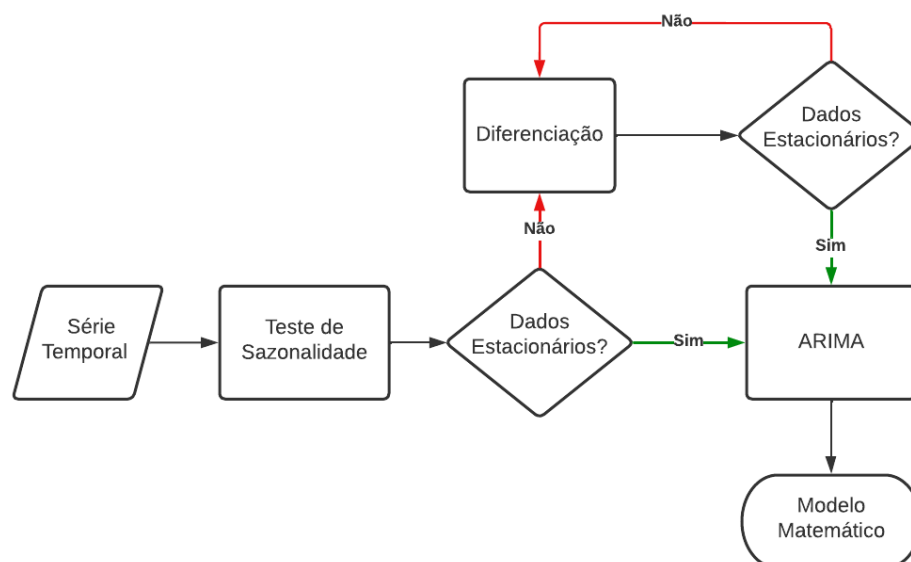 Não
Diferenciação
Dados
Estacionários?
Não
Sim
Série
Temporal
Teste de
Sazonalidade
Dados
Estacionários?
Sim
ARIMA
Modelo
Matemático